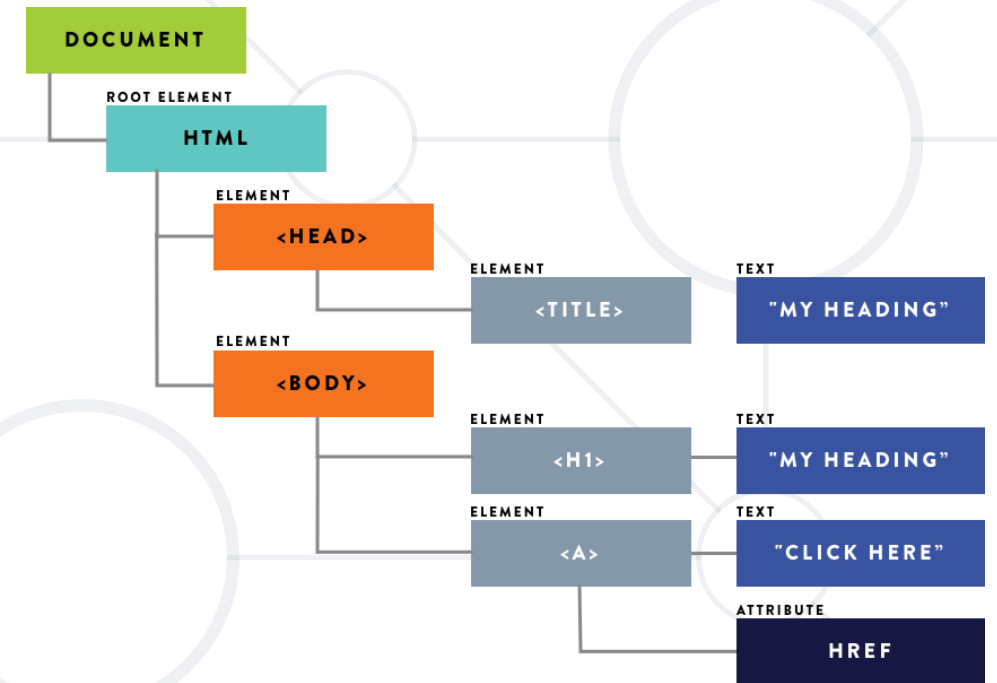 DOCUMENT
ROOT ELEMENT
HTML
ELEMENT
<HEAD>
ELEMENT
<TITLE>
TEXT
"MY HEADING”
ELEMENT
<BODY>
ELEMENT
<H1>
TEXT
"MY HEADING”
ELEMENT
<A>
TEXT
"CLICK HERE”
ATTRIBUTE
HREF